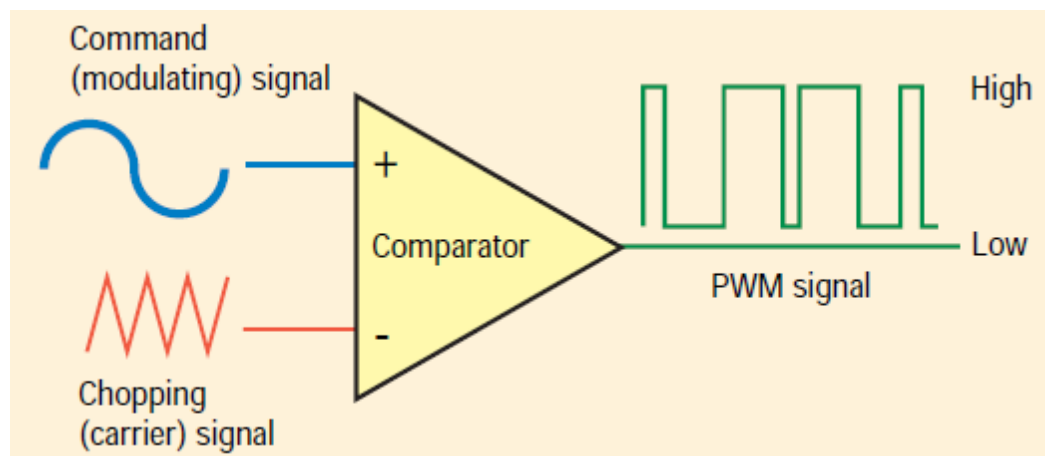 Command
(modulating) signal
+
Comparator
-
Chopping
(carrier) signal
High
Low
PWM signal